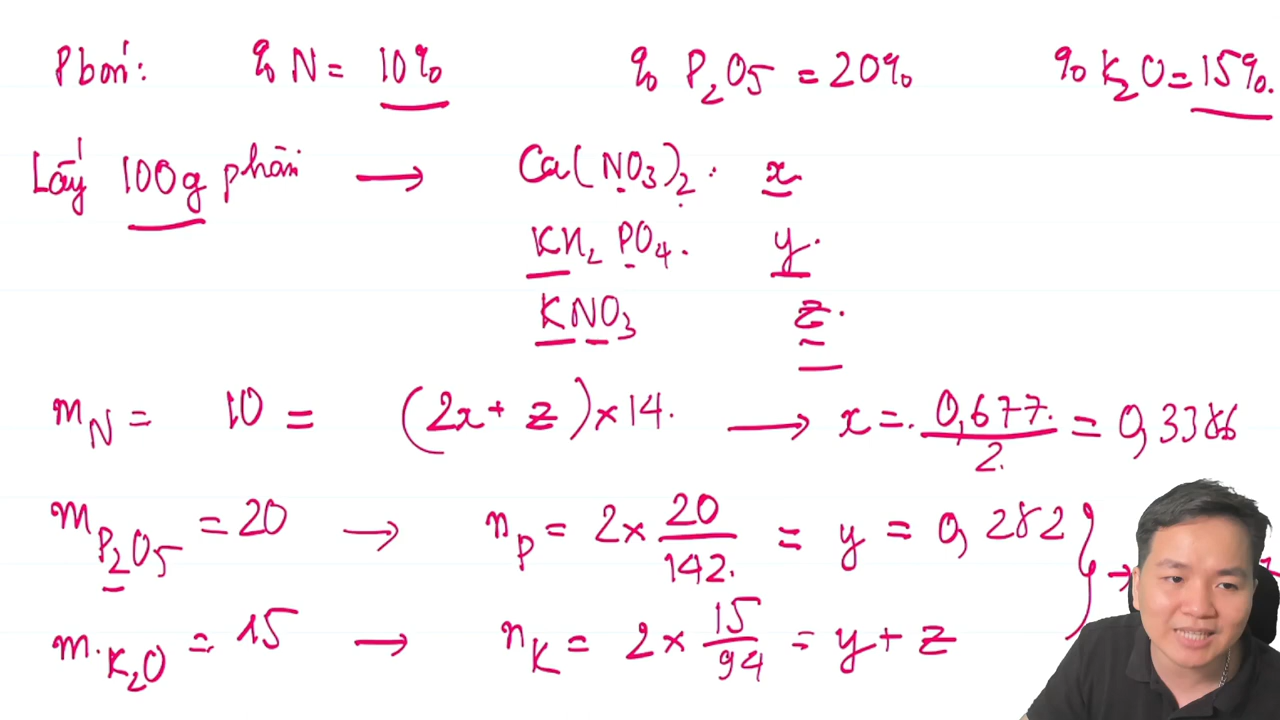 Pbón: % N = 10% % P2O5 = 20% % K2O = 15%.
Lấy 100g phân → Ca(NO3)2. x
KH2PO4. y.
KNO3 z.
mN = 10 = (2x + z) × 14. → x = 0,677/2. = 0,3386
mP2O5 = 20 → nP = 2 × 20/142. = y = 0,282 } →
m.K2O = 15 → nK = 2 × 15/94 = y + z